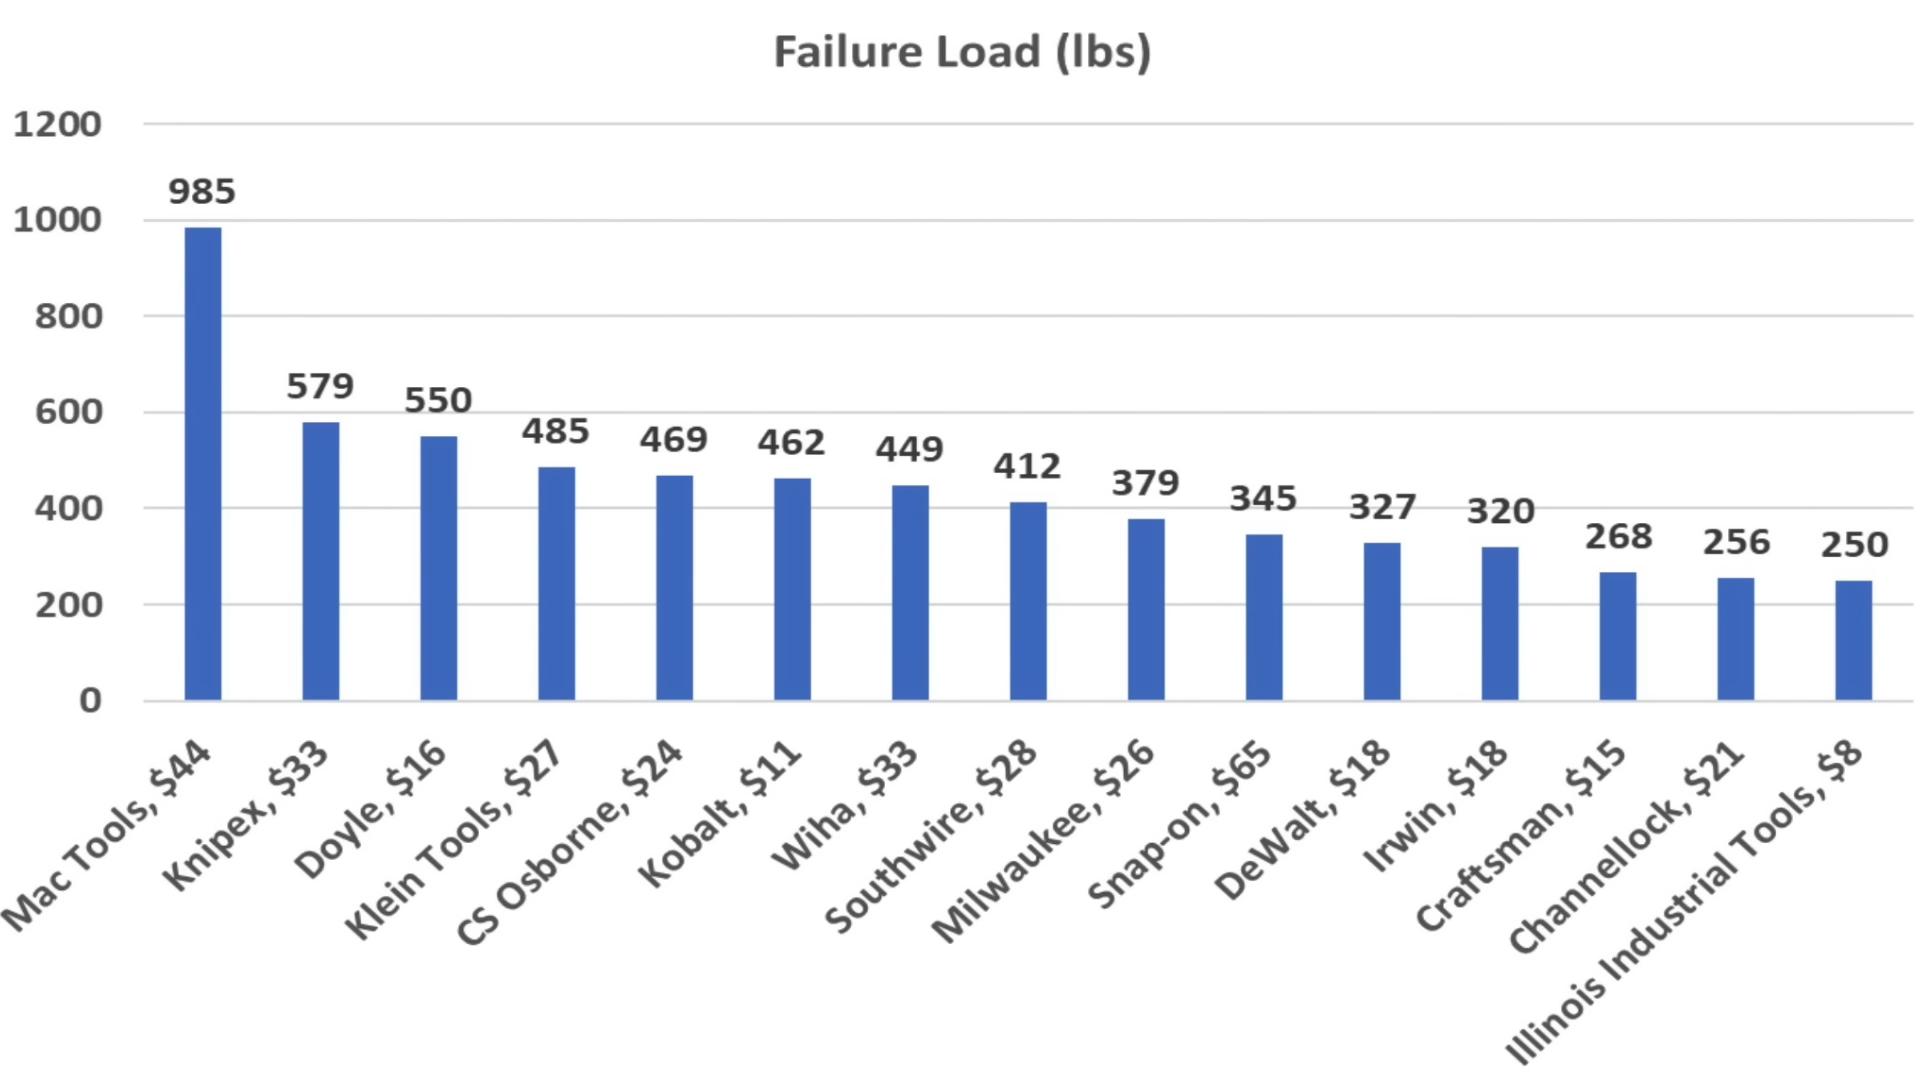 Failure Load (lbs)
1200
1000
800
600
400
200
0
985
579
550
485
469
462
449
412
379
345
327
320
268
256
250
Mac Tools, $44
Knipex, $33
Doyle, $16
Klein Tools, $27
CS Osborne, $24
Kobalt, $11
Wiha, $33
Southwire, $28
Milwaukee, $26
Snap-on, $65
DeWalt, $18
Irwin, $18
Craftsman, $15
Channellock, $21
Illinois Industrial Tools, $8